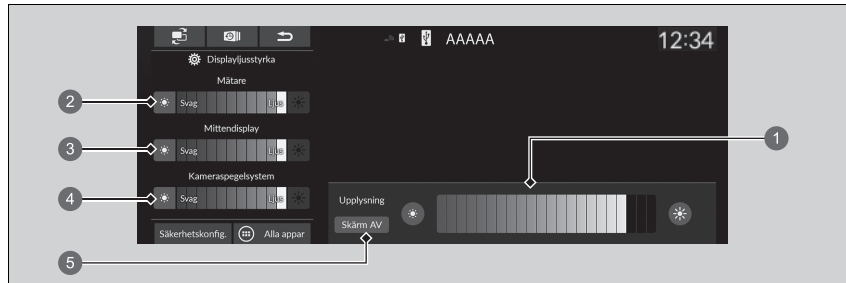 AAAAA
12:34
Displayljusstyrka
Mätare
2
Svag
Ljus
Mittendisplay
1
3
Svag
Ljus
Kameraspegelsystem
4
Svag
Ljus
Upplysning
Skärm AV
Säkerhetskonfig.
Alla appar
5